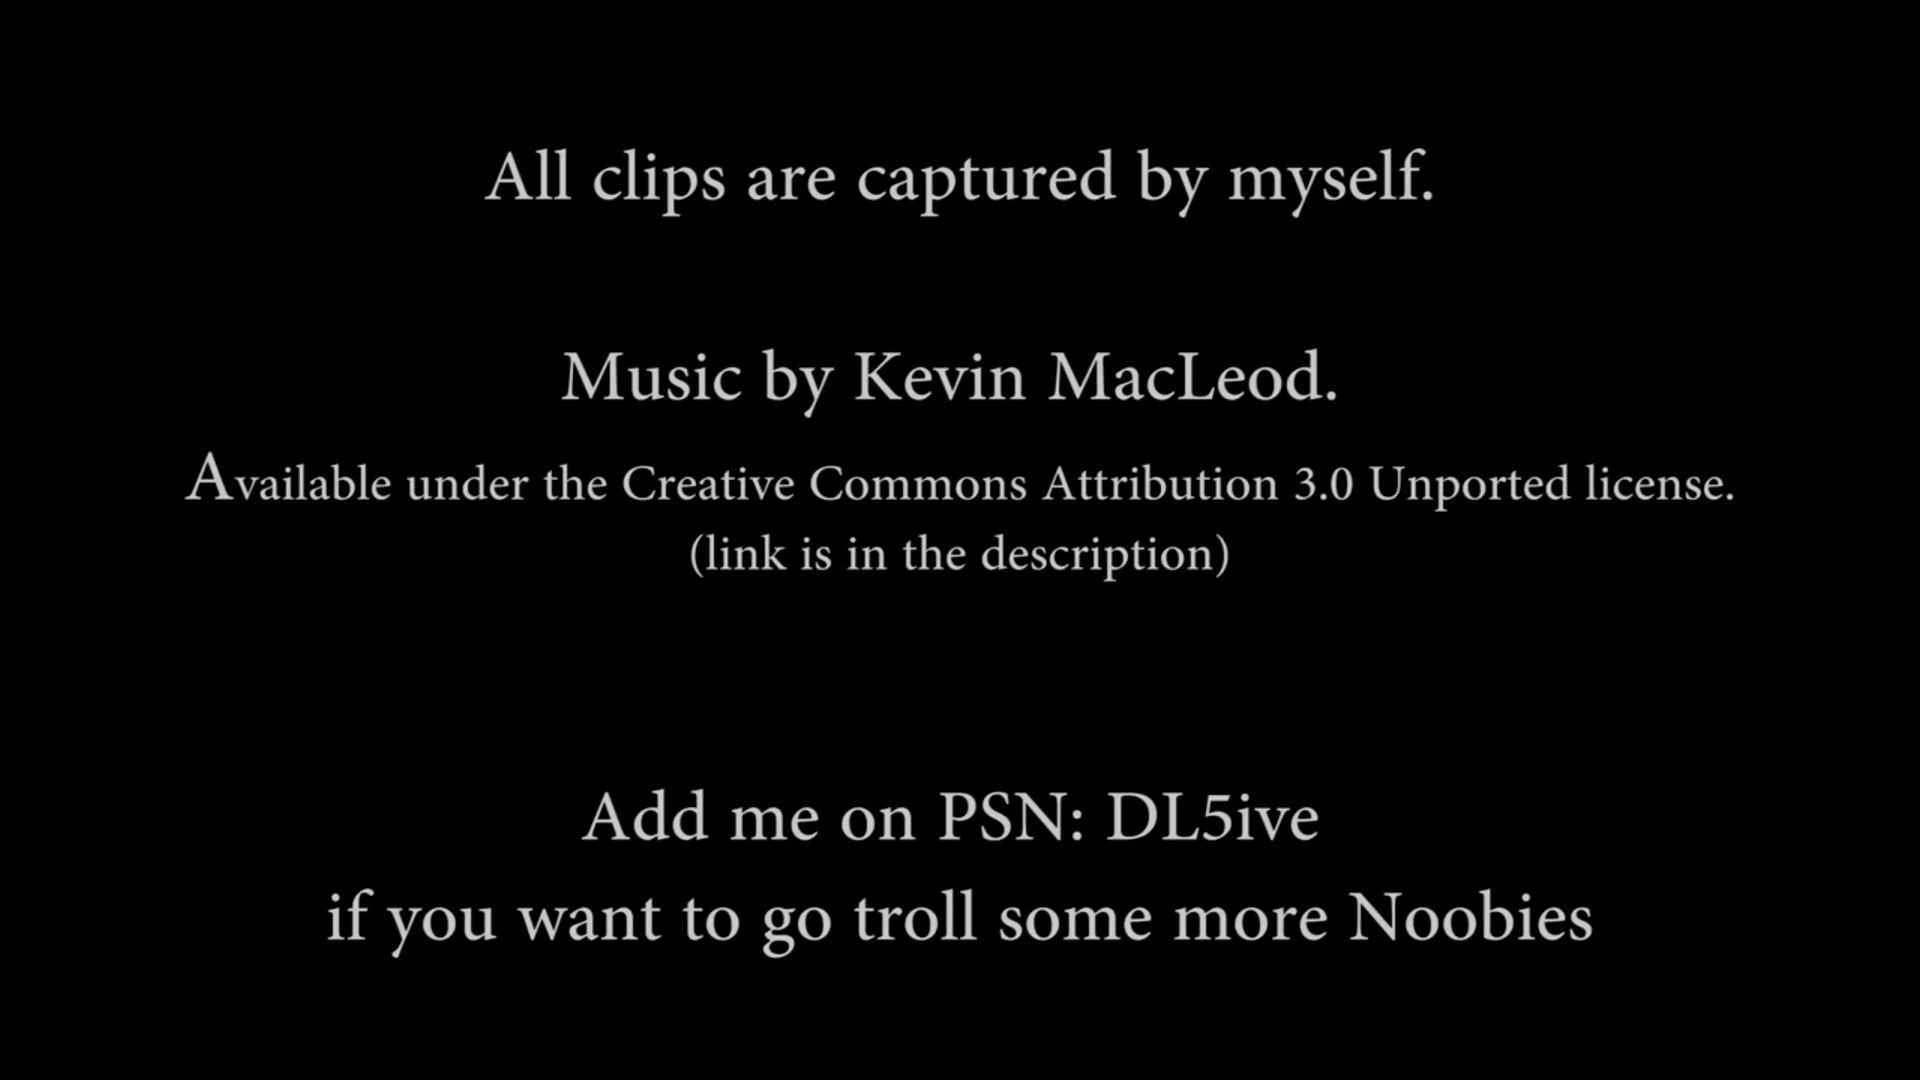 All clips are captured by myself.
Music by Kevin MacLeod.
Available under the Creative Commons Attribution 3.0 Unported license.
(link is in the description)
Add me on PSN: DL5ive
if you want to go troll some more Noobies